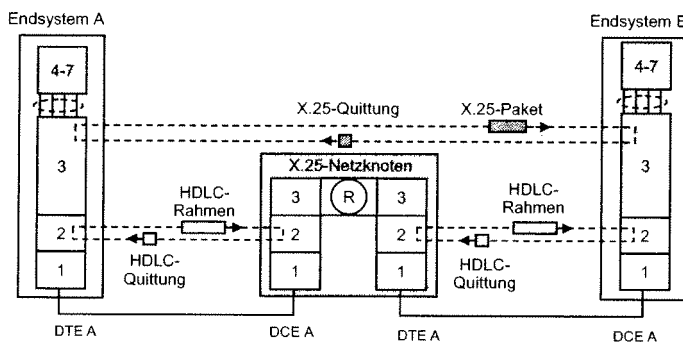 Endsystem A
Endsystem E
4-7
4-7
X.25-Quittung
X.25-Paket
3
X.25-Netzknoten
3
HDLC-
Rahmen
3
R
3
HDLC-
Rahmen
2
2
2
2
HDLC-
Quittung
HDLC-
Quittung
1
1
1
1
DTE A
DCE A
DTE A
DCE A